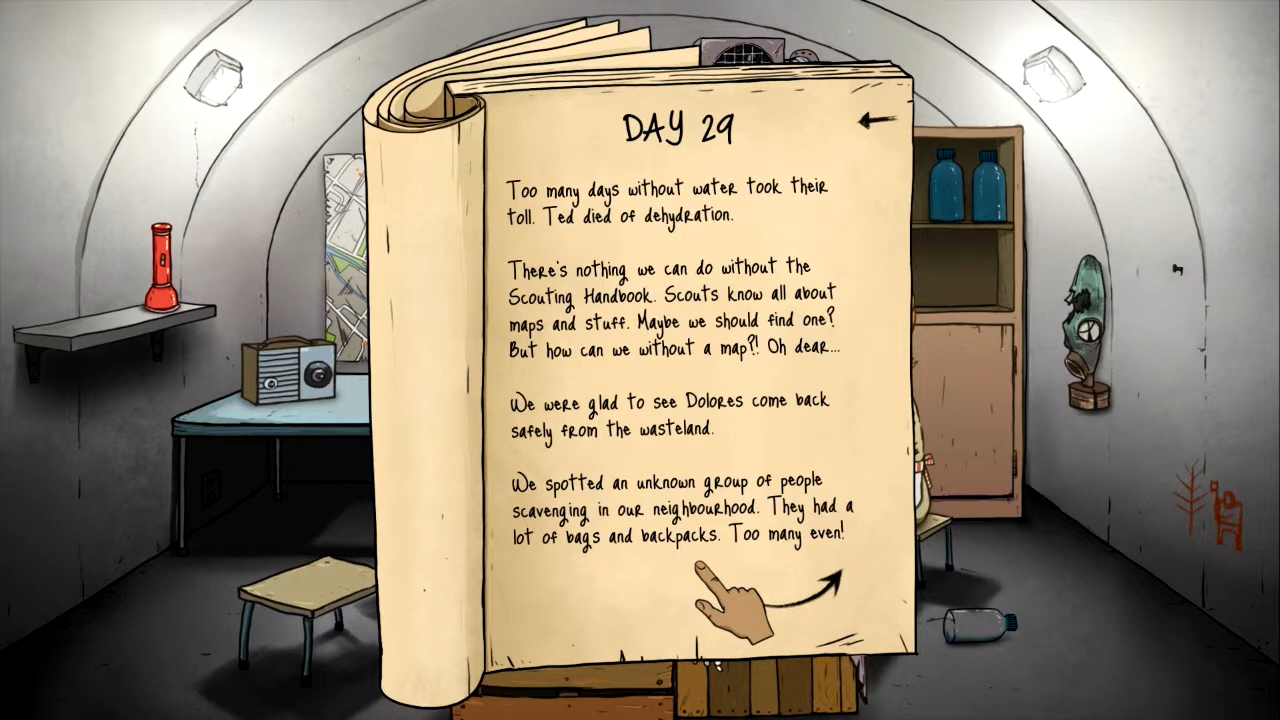 DAY 29
Too many days without water took their
toll. Ted died of dehydration.
There's nothing we can do without the
Scouting Handbook. Scouts know all about
maps and stuff. Maybe we should find one?
But how can we without a map?! Oh dear...
We were glad to see Dolores come back
safely from the wasteland.
We spotted an unknown group of people
scavenging in our neighbourhood. They had a
lot of bags and backpacks. Too many even!